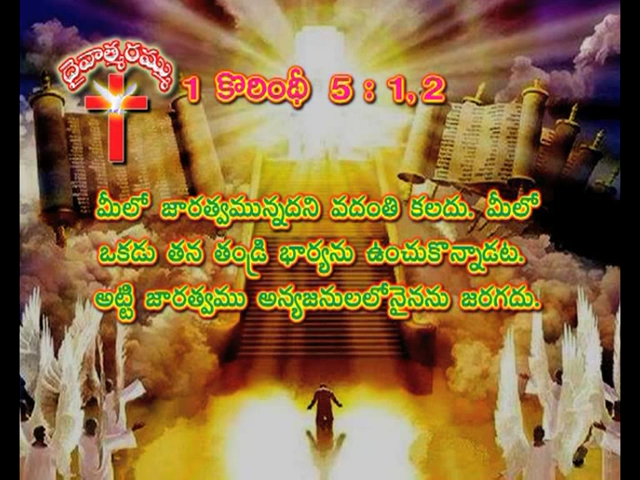 దైవాత్మరమ్ము
1 కొరింథీ 5 : 1, 2
మీలో జారత్వమున్నదని వదంతి కలదు. మీలో
ఒకడు తన తండ్రి భార్యను ఉంచుకొన్నాడట.
అట్టి జారత్వము అన్యజనులలోనైనను జరగదు.